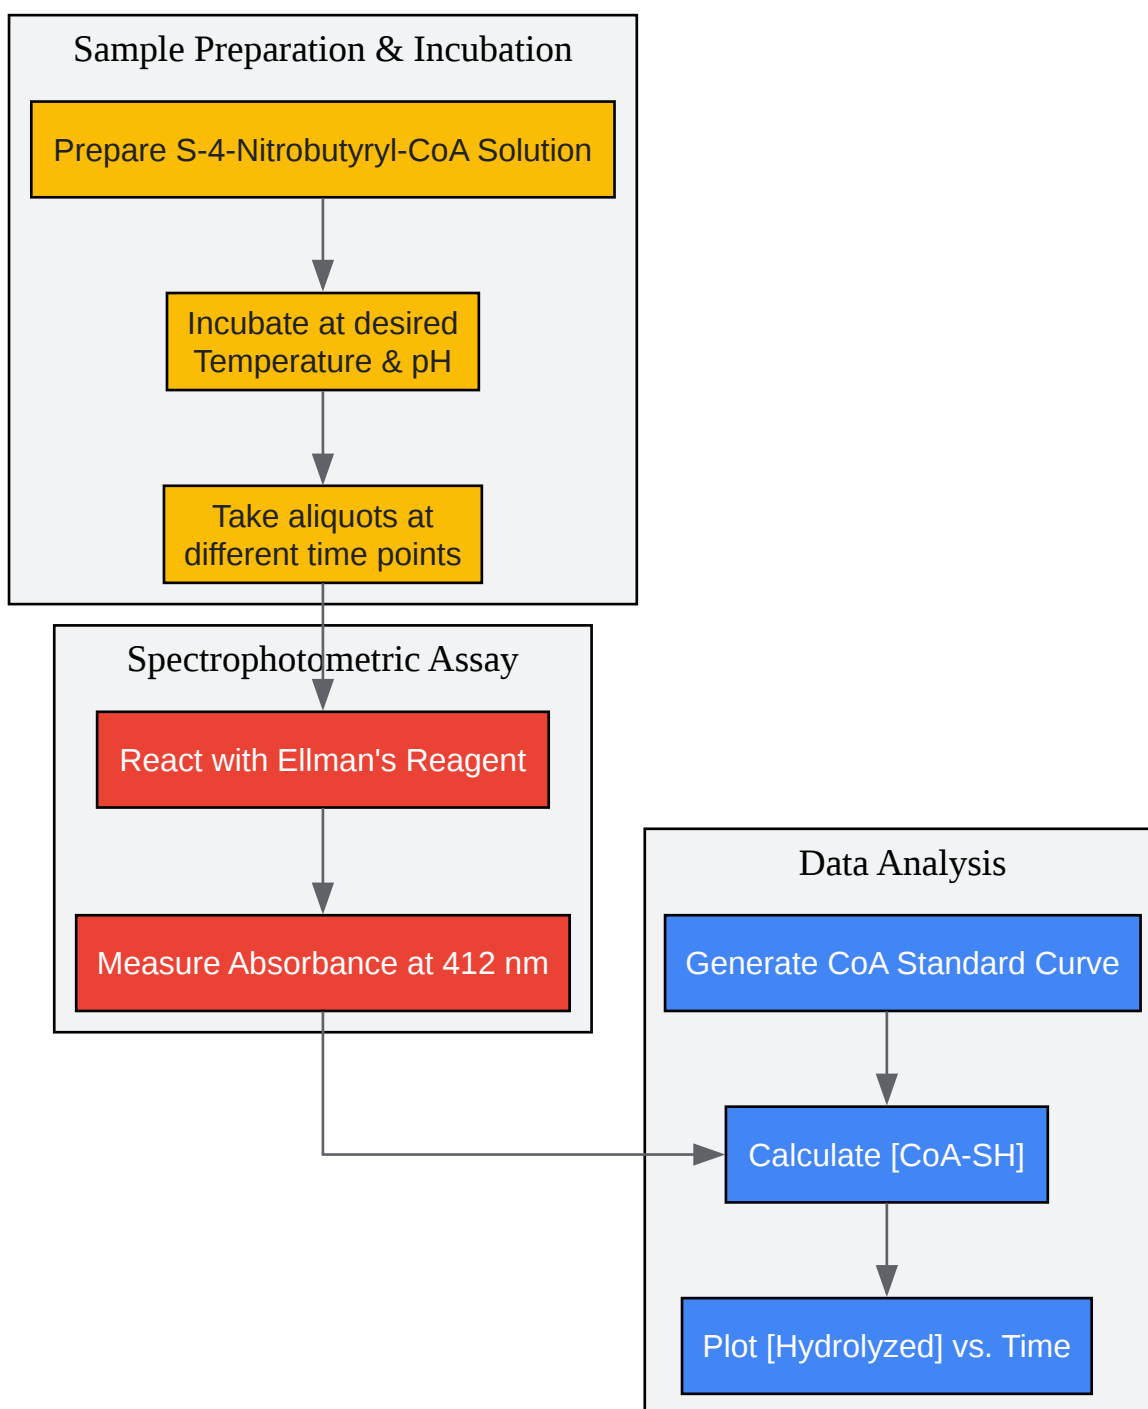 Sample Preparation & Incubation
Prepare S-4-Nitrobutyryl-CoA Solution
Incubate at desired
Temperature & pH
Take aliquots at
different time points
Spectrophotometric Assay
React with Ellman's Reagent
Measure Absorbance at 412 nm
Data Analysis
Generate CoA Standard Curve
Calculate [CoA-SH]
Plot [Hydrolyzed] vs. Time